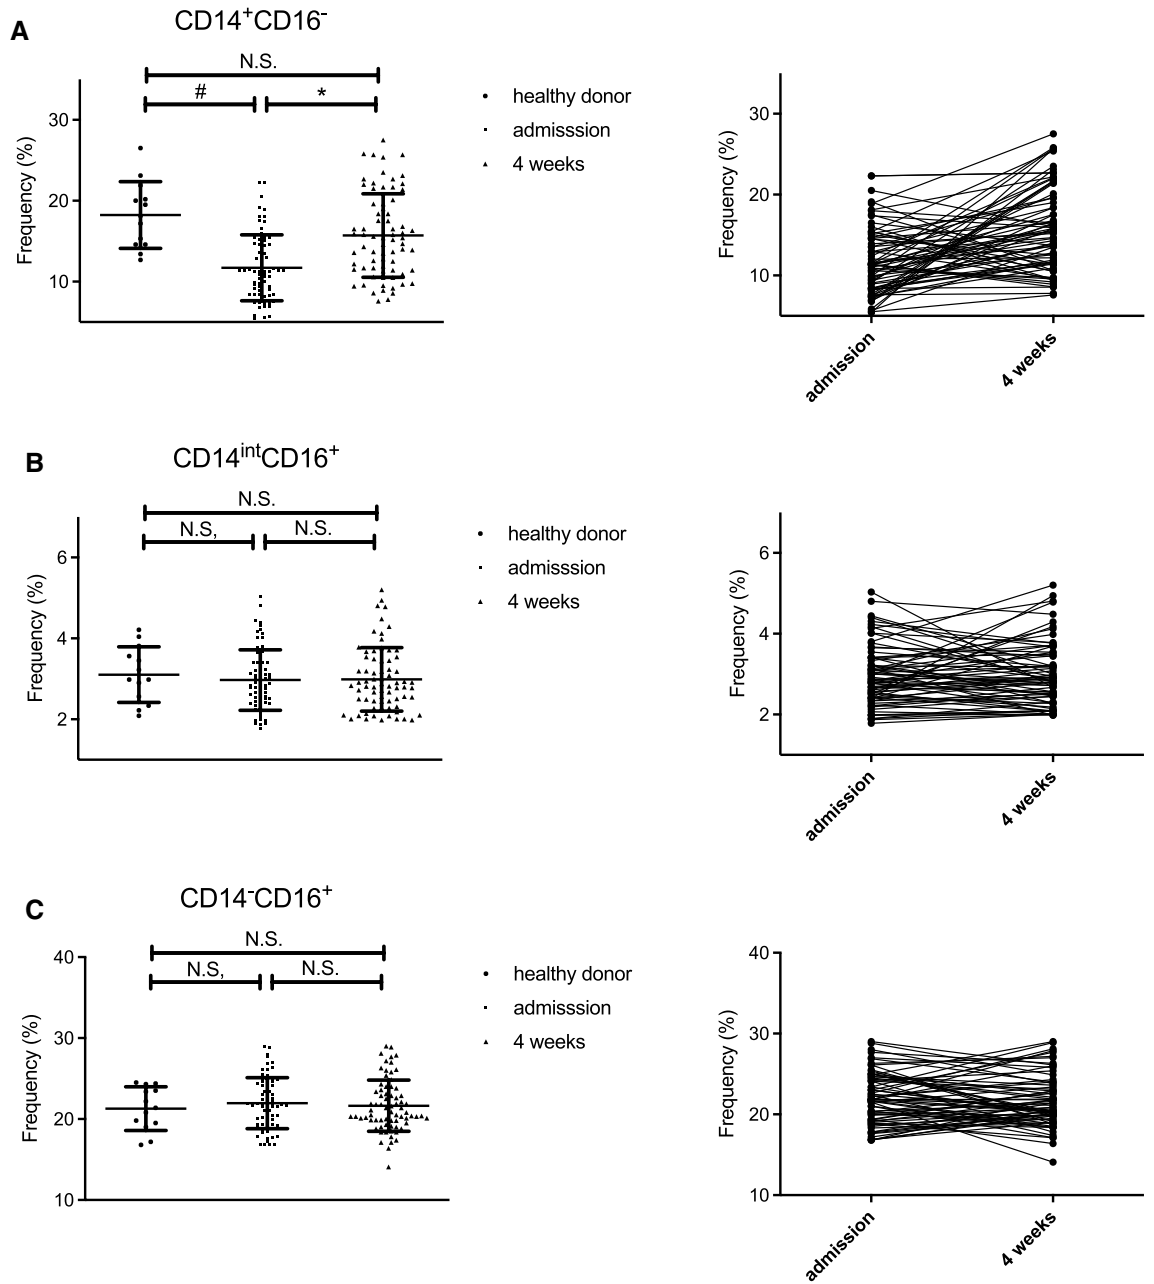 A
CD14⁺CD16⁻
N.S.
# *
Frequency (%)
30
20
10
healthy donor
admisssion
4 weeks
Frequency (%)
30
20
10
admission
4 weeks
B
CD14ⁱⁿᵗCD16⁺
N.S.
N.S, N.S.
Frequency (%)
6
4
2
healthy donor
admisssion
4 weeks
Frequency (%)
6
4
2
admission
4 weeks
C
CD14⁻CD16⁺
N.S.
N.S, N.S.
Frequency (%)
40
30
20
10
healthy donor
admisssion
4 weeks
Frequency (%)
40
30
20
10
admission
4 weeks